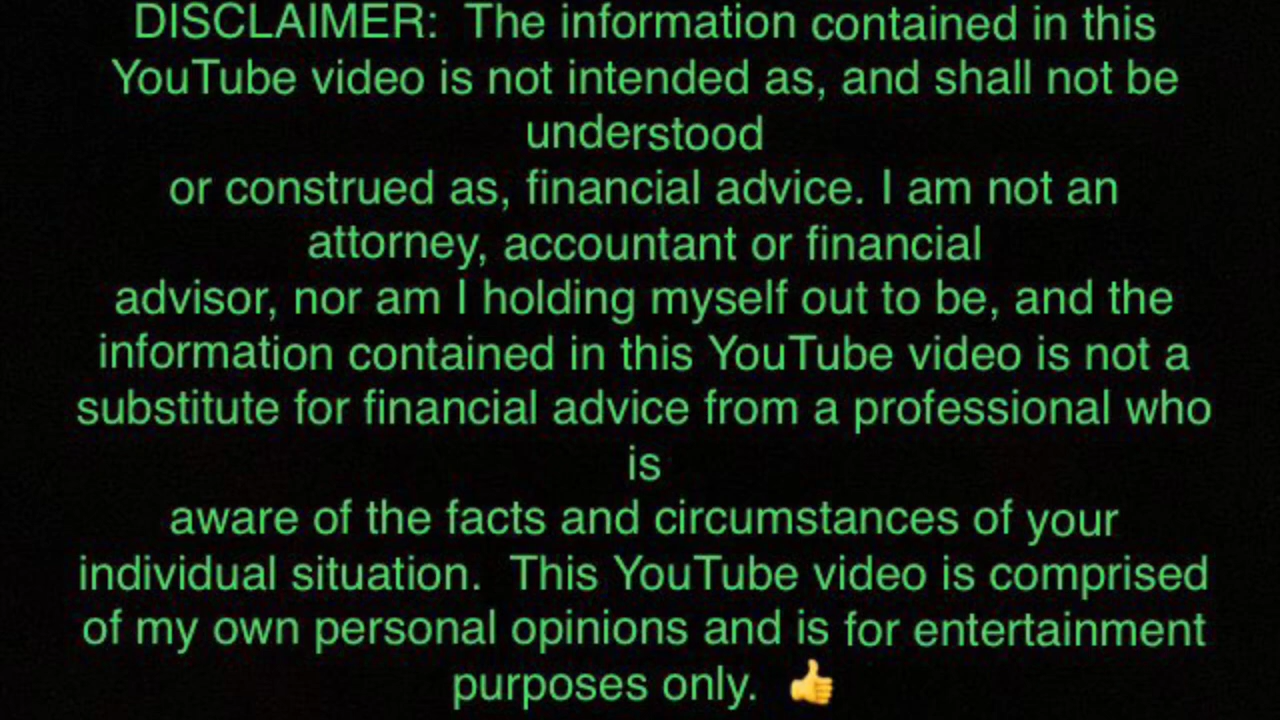 DISCLAIMER:  The information contained in this
YouTube video is not intended as, and shall not be
understood
or construed as, financial advice. I am not an
attorney, accountant or financial
advisor, nor am I holding myself out to be, and the
information contained in this YouTube video is not a
substitute for financial advice from a professional who
is
aware of the facts and circumstances of your
individual situation.  This YouTube video is comprised
of my own personal opinions and is for entertainment
purposes only.  👍